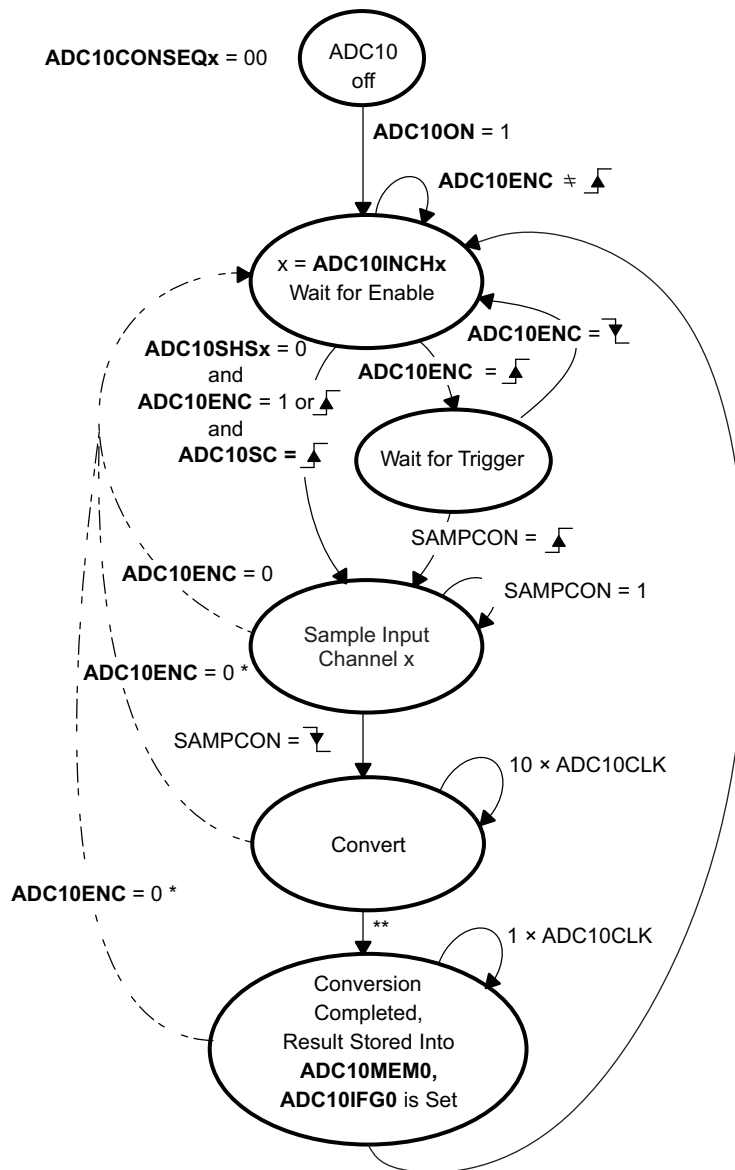 ADC10CONSEQx = 00
ADC10
off
ADC10ON = 1
ADC10ENC ≠
x = ADC10INCHx
Wait for Enable
ADC10ENC =
ADC10SHSx = 0
and
ADC10ENC = 1 or
and
ADC10SC =
ADC10ENC =
Wait for Trigger
SAMPCON =
ADC10ENC = 0
SAMPCON = 1
Sample Input
Channel x
ADC10ENC = 0 *
SAMPCON =
10 × ADC10CLK
Convert
ADC10ENC = 0 *
**
1 × ADC10CLK
Conversion
Completed,
Result Stored Into
ADC10MEM0,
ADC10IFG0 is Set